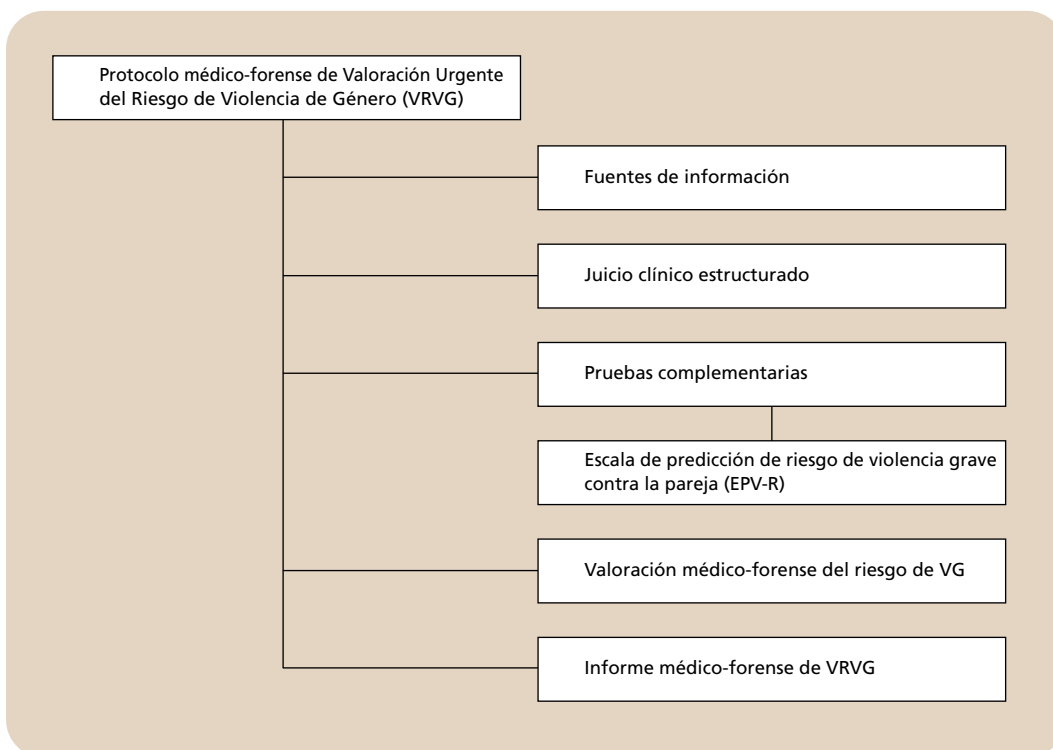 Protocolo médico-forense de Valoración Urgente
del Riesgo de Violencia de Género (VRVG)
Fuentes de información
Juicio clínico estructurado
Pruebas complementarias
Escala de predicción de riesgo de violencia grave
contra la pareja (EPV-R)
Valoración médico-forense del riesgo de VG
Informe médico-forense de VRVG